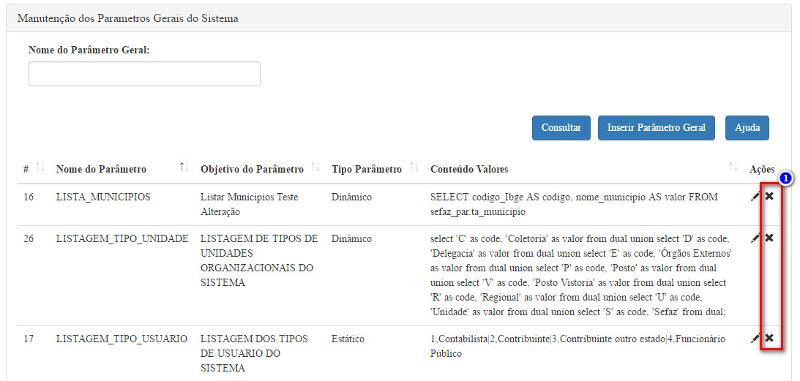 Manutenção dos Parametros Gerais do Sistema
Nome do Parâmetro Geral:
Consultar Inserir Parâmetro Geral Ajuda
# Nome do Parâmetro Objetivo do Parâmetro Tipo Parâmetro Conteúdo Valores Ações
1
16 LISTA_MUNICIPIOS Listar Municipios Teste Dinâmico SELECT codigo_Ibge AS codigo, nome_municipio AS valor FROM
Alteração sefaz_par.ta_municipio
26 LISTAGEM_TIPO_UNIDADE LISTAGEM DE TIPOS DE Dinâmico select 'C' as code, 'Coletoria' as valor from dual union select 'D' as code,
UNIDADES 'Delegacia' as valor from dual union select 'E' as code, 'Órgãos Externos'
ORGANIZACIONAIS DO as valor from dual union select 'P' as code, 'Posto' as valor from dual
SISTEMA union select 'V' as code, 'Posto Vistoria' as valor from dual union select
'R' as code, 'Regional' as valor from dual union select 'U' as code,
'Unidade' as valor from dual union select 'S' as code, 'Sefaz' from dual;
17 LISTAGEM_TIPO_USUARIO LISTAGEM DOS TIPOS Estático 1,Contabilista|2,Contribuinte|3,Contribuinte outro estado|4,Funcionário
DE USUARIO DO Público
SISTEMA